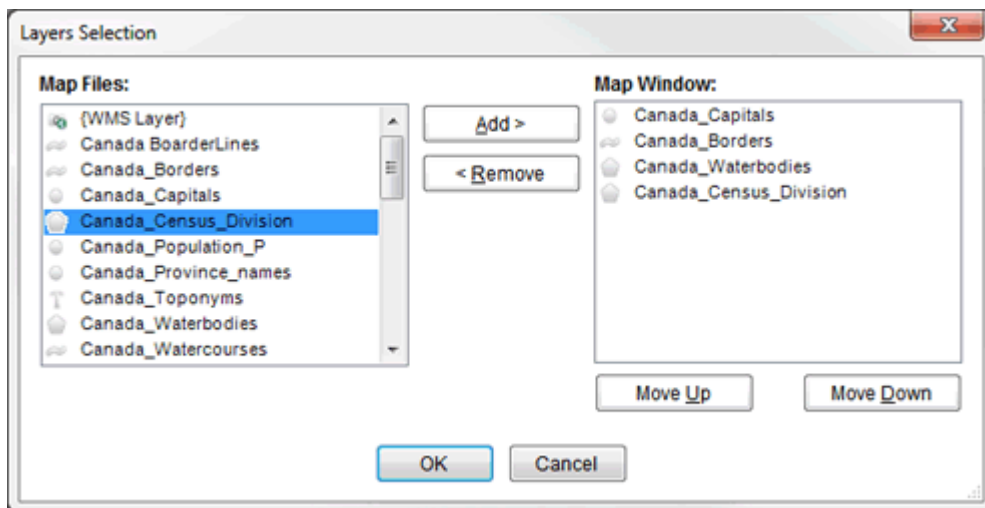 Layers Selection
Map Files:
{WMS Layer}
Canada BoarderLines
Canada_Borders
Canada_Capitals
Canada_Census_Division
Canada_Population_P
Canada_Province_names
Canada_Toponyms
Canada_Waterbodies
Canada_Watercourses
Add >
< Remove
Map Window:
Canada_Capitals
Canada_Borders
Canada_Waterbodies
Canada_Census_Division
Move Up
Move Down
OK
Cancel